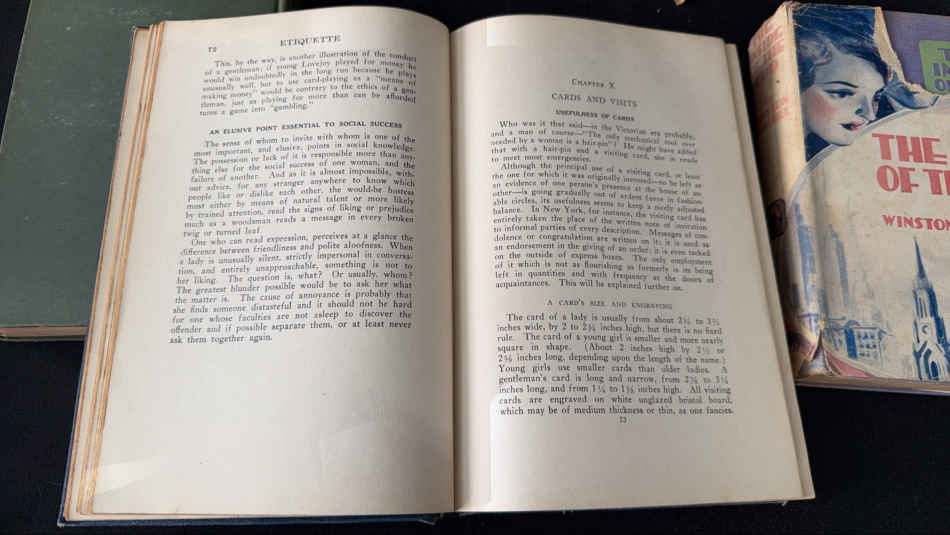 72
ETIQUETTE
This, by the way, is another illustration of the conduct
of a gentleman; if young Lovejoy played for money he
would win undoubtedly in the long run because he plays
unusually well, but to use card-playing as a "means of
making money" would be contrary to the ethics of a gen-
tleman, just as playing for more than can be afforded
turns a game into "gambling."
AN ELUSIVE POINT ESSENTIAL TO SOCIAL SUCCESS
The sense of whom to invite with whom is one of the
most important, and elusive, points in social knowledge.
The possession or lack of it is responsible more than any-
thing else for the social success of one woman, and the
failure of another. And as it is almost impossible, with-
out advice, for any stranger anywhere to know which
people like or dislike each other, the would-be hostess
must either by means of natural talent or more likely
by trained attention, read the signs of liking or prejudice
much as a woodsman reads a message in every broken
twig or turned leaf
One who can read expression, perceives at a glance the
difference between friendliness and polite aloofness. When
a lady is unusually silent, strictly impersonal in conversa-
tion, and entirely unapproachable, something is not to
her liking. The question is, what? Or usually, whom?
The greatest blunder possible would be to ask her what
the matter is. The cause of annoyance is probably that
she finds someone distasteful and it should not be hard
for one whose faculties are not asleep to discover the
offender and if possible separate them, or at least never
ask them together again.
CHAPTER X
CARDS AND VISITS
USEFULNESS OF CARDS
Who was it that said—in the Victorian era probably,
and a man of course—"The only mechanical tool ever
needed by a woman is a hair-pin"? He might have added
that with a hair-pin and a visiting card, she is ready
to meet most emergencies.
Although the principal use of a visiting card, at least
the one for which it was originally invented—to be left as
an evidence of one person's presence at the house of an-
other—is going gradually out of ardent favor in fashion-
able circles, its usefulness seems to keep a nicely adjusted
balance. In New York, for instance, the visiting card has
entirely taken the place of the written note of invitation
to informal parties of every description. Messages of con-
dolence or congratulation are written on it; it is used as
an endorsement in the giving of an order; it is even tacked
on the outside of express boxes. The only employment
of it which is not as flourishing as formerly is its being
left in quantities and with frequency at the doors of
acquaintances. This will be explained further on.
A CARD'S SIZE AND ENGRAVING
The card of a lady is usually from about 2¾ to 3½
inches wide, by 2 to 2¾ inches high, but there is no fixed
rule. The card of a young girl is smaller and more nearly
square in shape. (About 2 inches high by 2½ or
2⅝ inches long, depending upon the length of the name.)
Young girls use smaller cards than older ladies. A
gentleman's card is long and narrow, from 2⅞ to 3¼
inches long, and from 1¼ to 1⅝ inches high. All visiting
cards are engraved on white unglazed bristol board,
which may be of medium thickness or thin, as one fancies.
73
THE
OF T
WINSTON